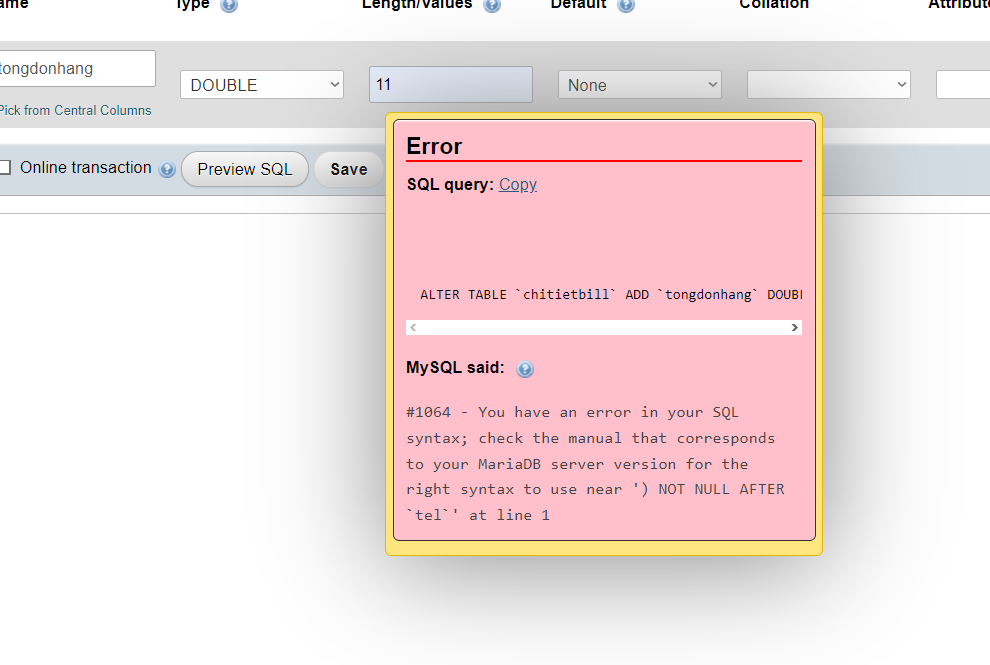 ame Type Length/Values Default Collation Attribute
tongdonhang
DOUBLE 11 None
Pick from Central Columns
Online transaction Preview SQL Save
Error
SQL query: Copy
ALTER TABLE `chitietbill` ADD `tongdonhang` DOUBL
MySQL said:
#1064 - You have an error in your SQL
syntax; check the manual that corresponds
to your MariaDB server version for the
right syntax to use near ') NOT NULL AFTER
`tel`' at line 1